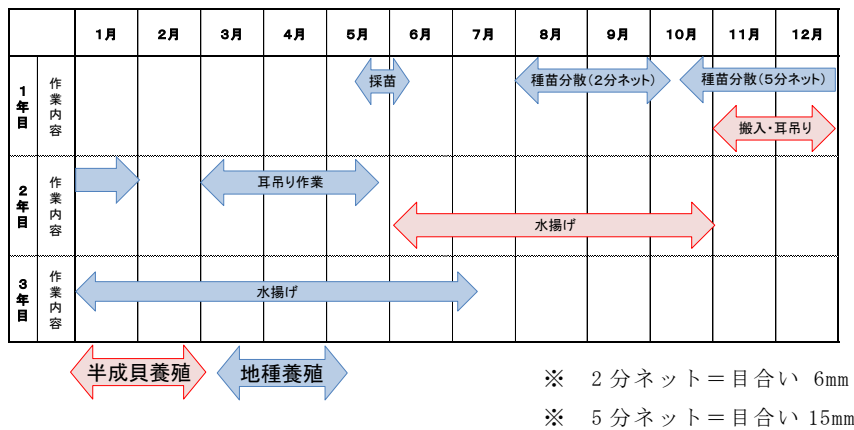 1月 2月 3月 4月 5月 6月 7月 8月 9月 10月 11月 12月
1年目 作業内容 採苗 種苗分散(2分ネット) 種苗分散(5分ネット)
搬入・耳吊り
2年目 作業内容 耳吊り作業
水揚げ
3年目 作業内容 水揚げ
半成貝養殖 地種養殖
※ 2分ネット=目合い 6mm
※ 5分ネット=目合い 15mm